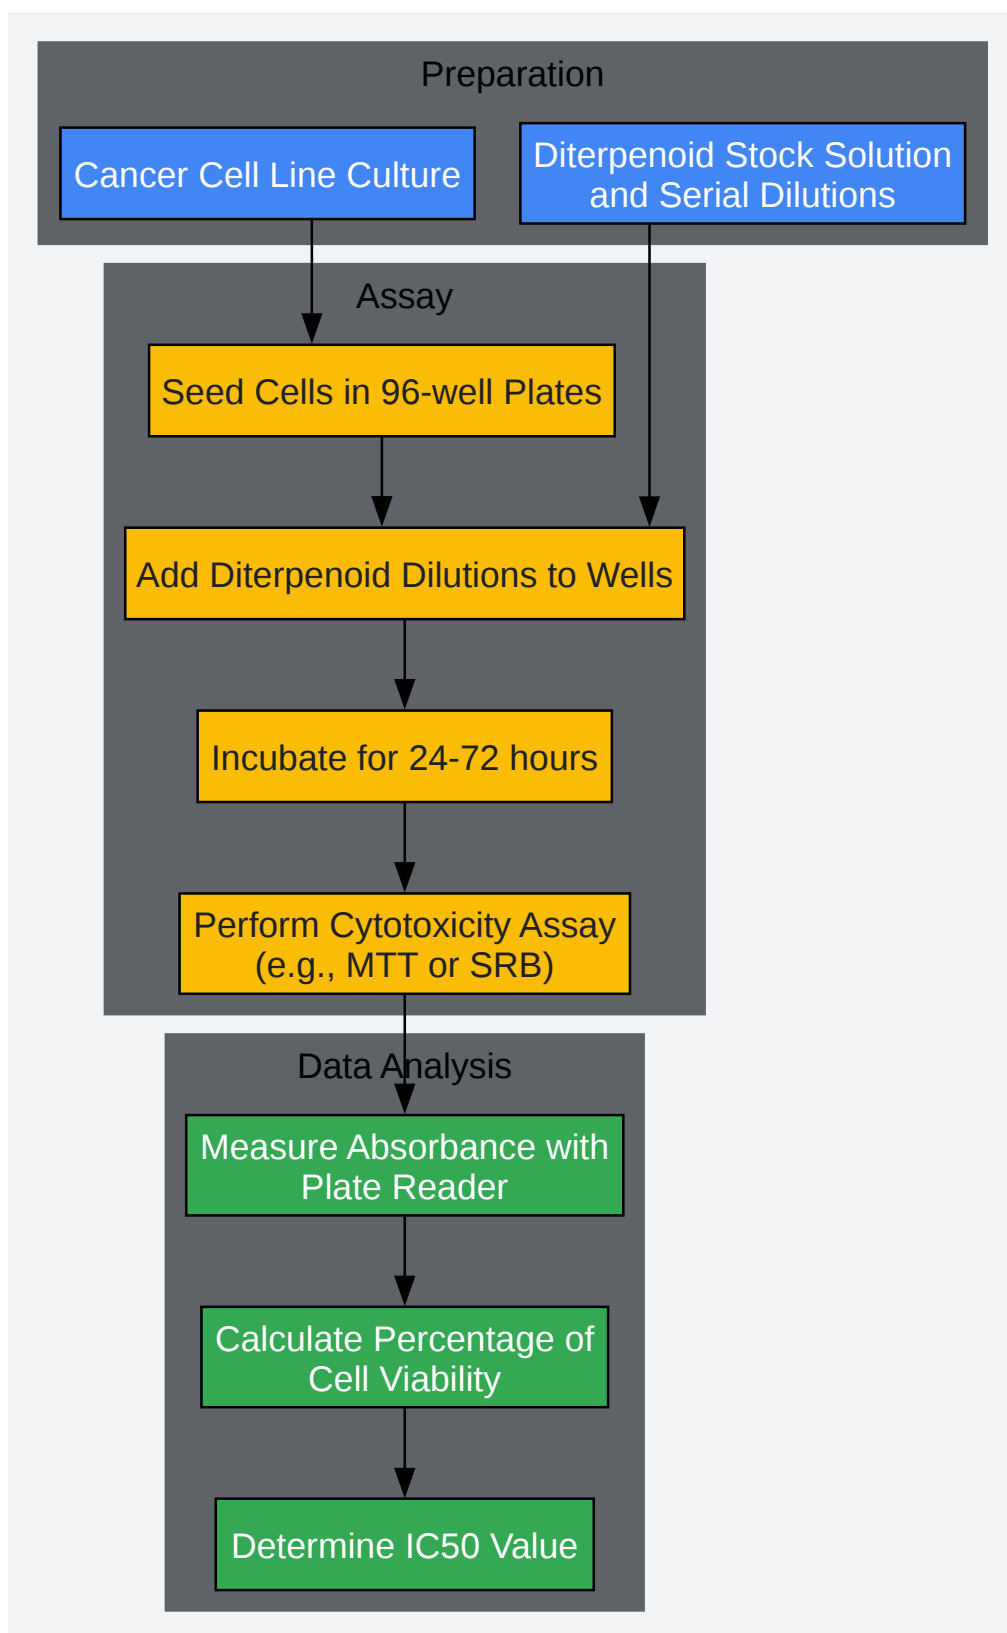 Preparation
Cancer Cell Line Culture
Diterpenoid Stock Solution
and Serial Dilutions
Assay
Seed Cells in 96-well Plates
Add Diterpenoid Dilutions to Wells
Incubate for 24-72 hours
Perform Cytotoxicity Assay
(e.g., MTT or SRB)
Data Analysis
Measure Absorbance with
Plate Reader
Calculate Percentage of
Cell Viability
Determine IC50 Value